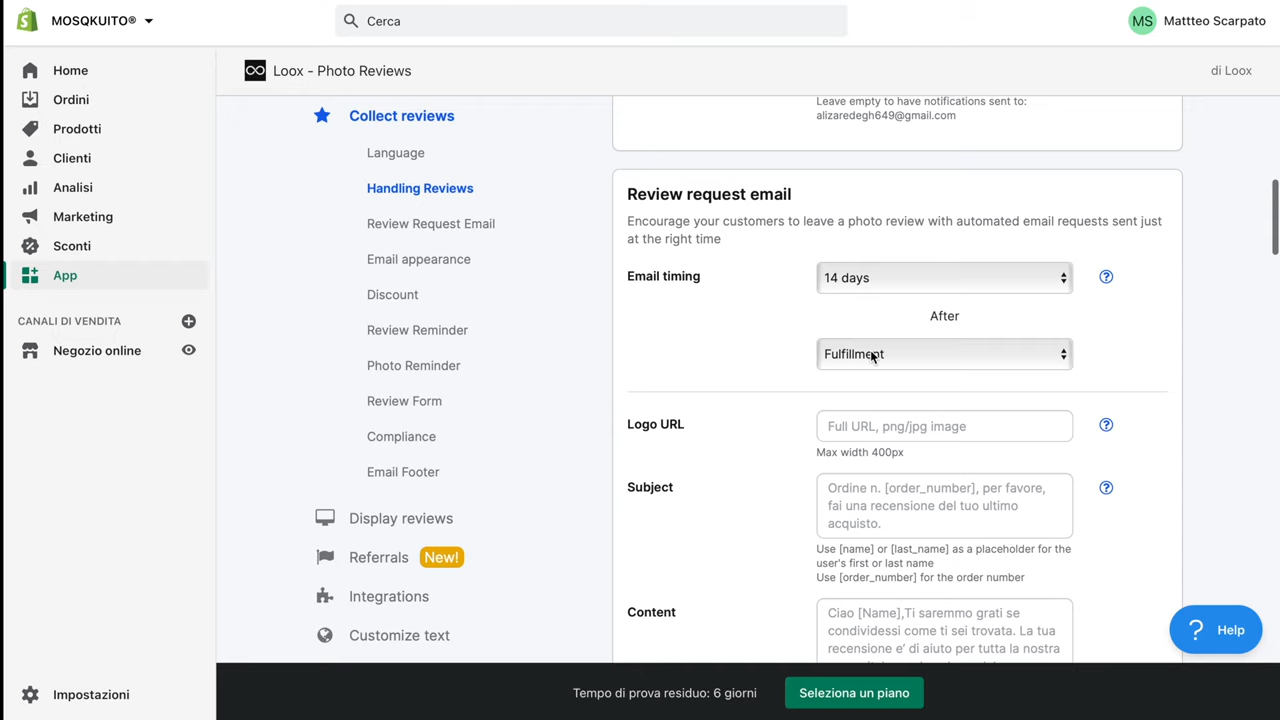 MOSQKUITO®
Cerca
MS
Mattteo Scarpato
Home
Ordini
Prodotti
Clienti
Analisi
Marketing
Sconti
App
CANALI DI VENDITA
Negozio online
Impostazioni
Loox - Photo Reviews
di Loox
Collect reviews
Language
Handling Reviews
Review Request Email
Email appearance
Discount
Review Reminder
Photo Reminder
Review Form
Compliance
Email Footer
Display reviews
Referrals New!
Integrations
Customize text
Leave empty to have notifications sent to:
alizaredegh649@gmail.com
Review request email
Encourage your customers to leave a photo review with automated email requests sent just
at the right time
Email timing
14 days
After
Fulfillment
Logo URL
Full URL, png/jpg image
Max width 400px
Subject
Ordine n. [order_number], per favore,
fai una recensione del tuo ultimo
acquisto.
Use [name] or [last_name] as a placeholder for the
user's first or last name
Use [order_number] for the order number
Content
Ciao [Name],Ti saremmo grati se
condividessi come ti sei trovata. La tua
recensione e' di aiuto per tutta la nostra
Help
Tempo di prova residuo: 6 giorni
Seleziona un piano